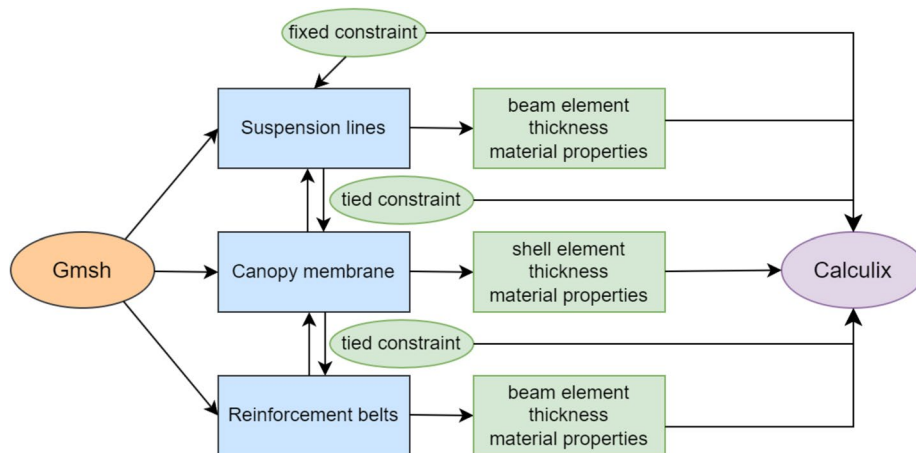 fixed constraint
Suspension lines
beam element
thickness
material properties
tied constraint
Gmsh
Canopy membrane
shell element
thickness
material properties
Calculix
tied constraint
Reinforcement belts
beam element
thickness
material properties